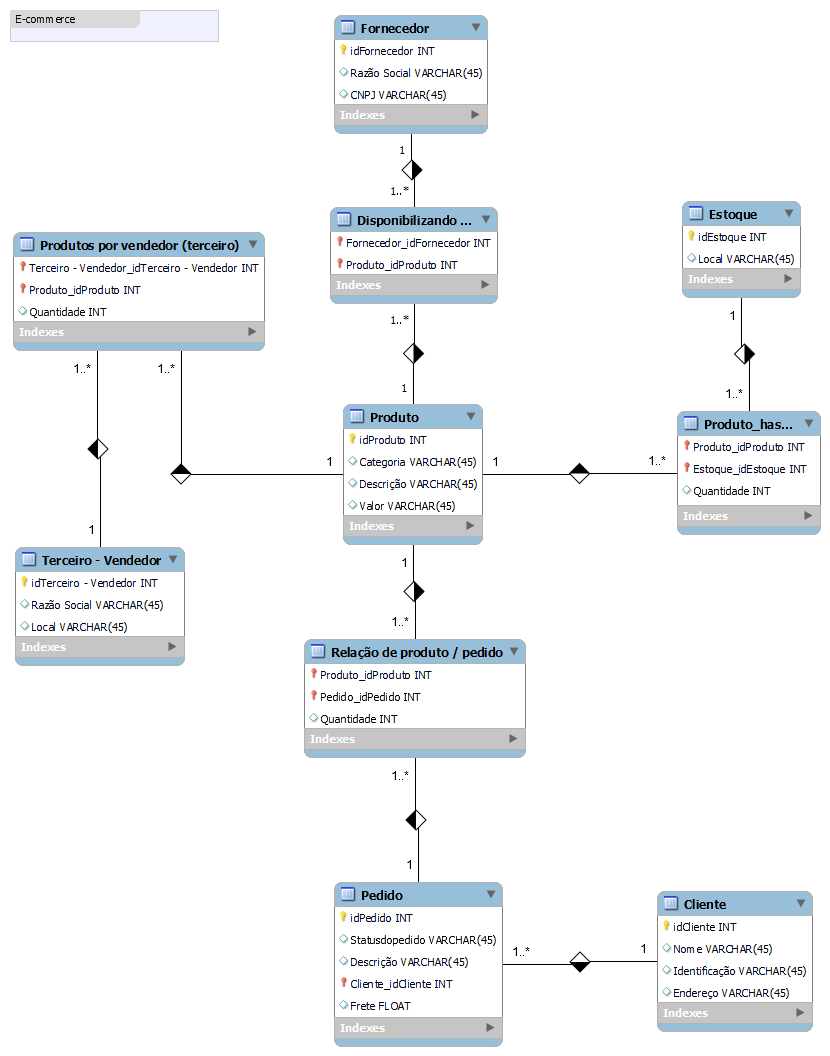 E-commerce
Fornecedor
idFornecedor INT
Razão Social VARCHAR(45)
CNPJ VARCHAR(45)
Indexes
1
1..*
Disponibilizando ...
Fornecedor_idFornecedor INT
Produto_idProduto INT
Indexes
1..*
1
Estoque
idEstoque INT
Local VARCHAR(45)
Indexes
1
1..*
Produtos por vendedor (terceiro)
Terceiro - Vendedor_idTerceiro - Vendedor INT
Produto_idProduto INT
Quantidade INT
Indexes
1..*
1..*
1
1
Produto
idProduto INT
Categoria VARCHAR(45)
Descrição VARCHAR(45)
Valor VARCHAR(45)
Indexes
1
1..*
Produto_has...
Produto_idProduto INT
Estoque_idEstoque INT
Quantidade INT
Indexes
Terceiro - Vendedor
idTerceiro - Vendedor INT
Razão Social VARCHAR(45)
Local VARCHAR(45)
Indexes
1
1..*
Relação de produto / pedido
Produto_idProduto INT
Pedido_idPedido INT
Quantidade INT
Indexes
1..*
1
Pedido
idPedido INT
Statusdopedido VARCHAR(45)
Descrição VARCHAR(45)
Cliente_idCliente INT
Frete FLOAT
Indexes
1..*
1
Cliente
idCliente INT
Nome VARCHAR(45)
Identificação VARCHAR(45)
Endereço VARCHAR(45)
Indexes